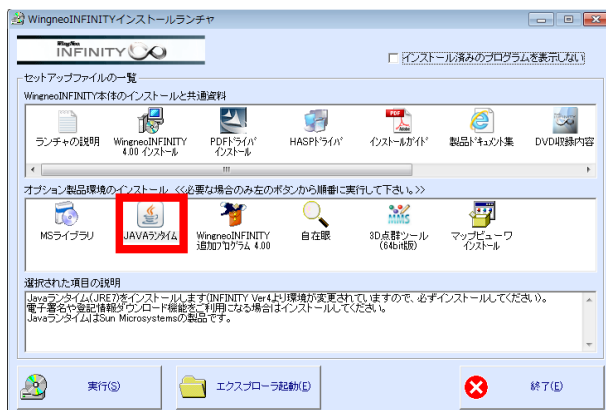 WingneoINFINITYインストールランチャ
WingNeo
INFINITY
インストール済みのプログラムを表示しない
セットアップファイルの一覧
WingneoINFINITY本体のインストールと共通資料
ランチャの説明
WingneoINFINITY
4.00 インストール
PDFドライバ
インストール
HASPドライバ
インストールガイド
製品ドキュメント集
DVD収録内容
オプション製品環境のインストール <<必要な場合のみ左のボタンから順番に実行して下さい。>>
MSライブラリ
JAVAランタイム
WingneoINFINITY
追加プログラム 4.00
自在眼
3D点群ツール
(64bit版)
マップビューワ
インストール
選択された項目の説明
Javaランタイム(JRE7)をインストールします(INFINITY Ver4より環境が変更されていますので、必ずインストールしてください)。
電子署名や登記情報ダウンロード機能をご利用になる場合はインストールしてください。
JavaランタイムはSun Microsystemsの製品です。
実行(S)
エクスプローラ起動(E)
終了(E)